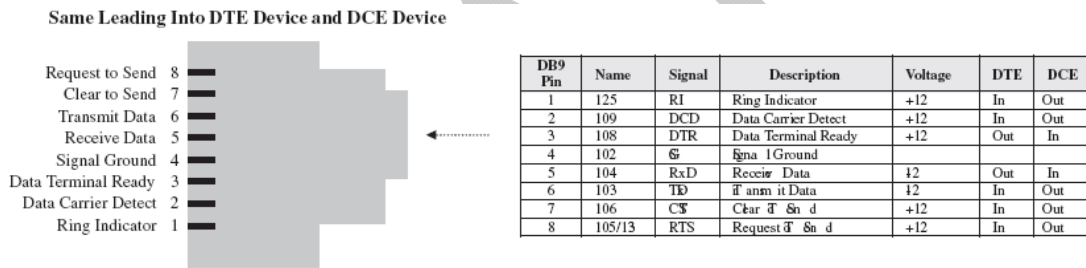 Same Leading Into DTE Device and DCE Device
Request to Send 8
Clear to Send 7
Transmit Data 6
Receive Data 5
Signal Ground 4
Data Terminal Ready 3
Data Carrier Detect 2
Ring Indicator 1
DB9 Pin Name Signal Description Voltage DTE DCE
1 125 RI Ring Indicator +12 In Out
2 109 DCD Data Carrier Detect +12 In Out
3 108 DTR Data Terminal Ready +12 Out In
4 102 Ground
5 104 RxD Data Out In
6 103 Data In Out
7 106 +12 In Out
8 105/13 RTS Request +12 In Out